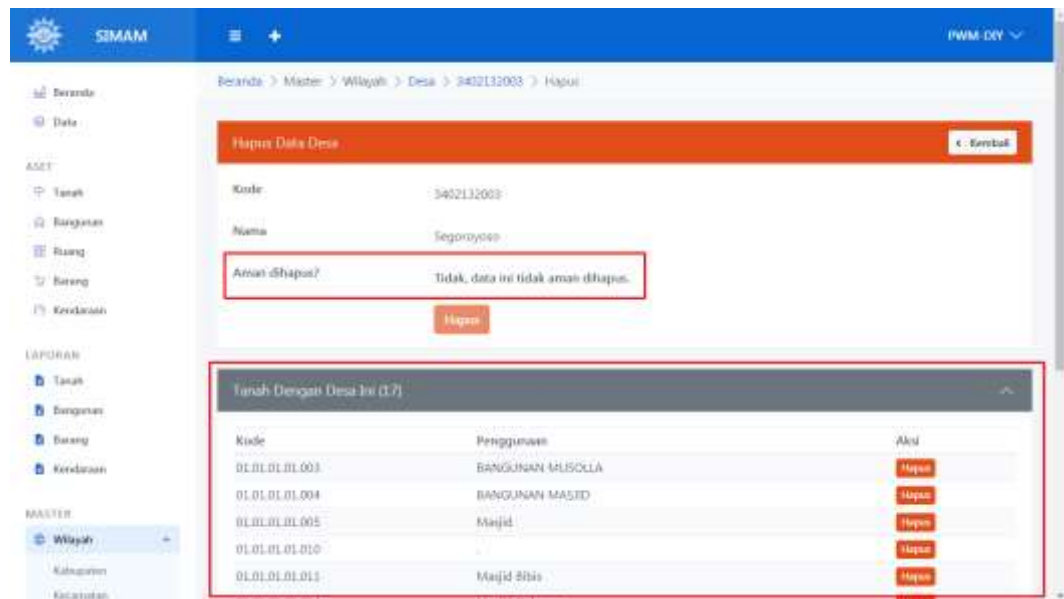 SIMAM
PWM-DIY
Beranda > Master > Wilayah > Desa > 3402132003 > Hapus
Beranda
Data
Hapus Data Desa
Kembali
ASET
Tanah
Bangunan
Ruang
Barang
Kendaraan
Kode 3402132003
Nama Segoroyoso
Aman dihapus? Tidak, data ini tidak aman dihapus.
Hapus
LAPORAN
Tanah
Bangunan
Barang
Kendaraan
Tanah Dengan Desa Ini (17)
Kode Penggunaan Aksi
01.01.01.01.003 BANGUNAN MUSOLLA Hapus
01.01.01.01.004 BANGUNAN MASJID Hapus
01.01.01.01.005 Masjid Hapus
01.01.01.01.010 . Hapus
01.01.01.01.011 Masjid Bibis Hapus
MASTER
Wilayah
Kabupaten
Kecamatan